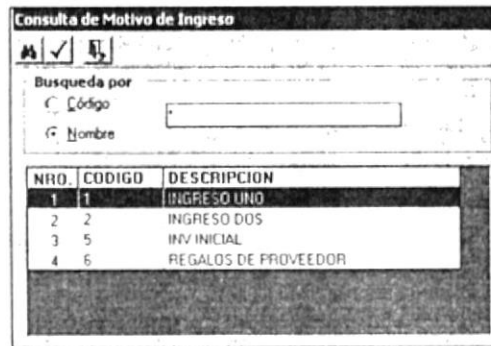 Consulta de Motivo de Ingreso
Busqueda por
Código
Nombre
NRO. CODIGO DESCRIPCION
1 1 INGRESO UNO
2 2 INGRESO DOS
3 5 INV INICIAL
4 6 REGALOS DE PROVEEDOR